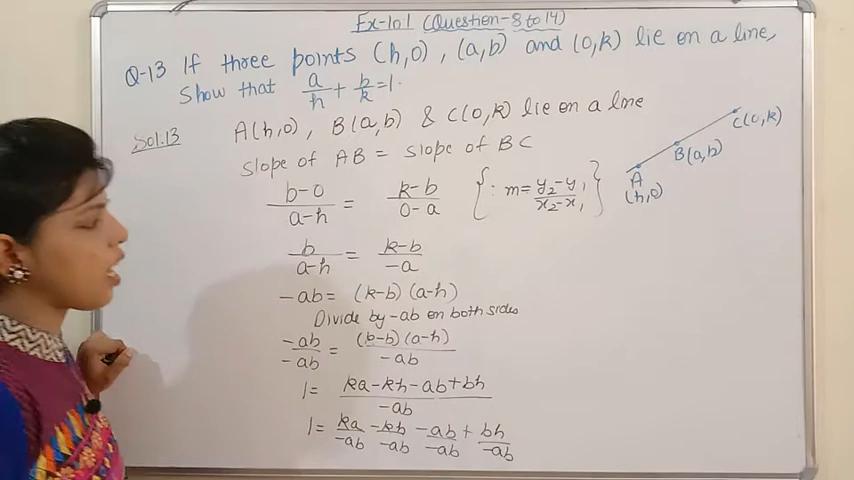 Ex-10.1 (Question-8 to 14)
Q-13 If three points (h,0), (a,b) and (0,k) lie on a line,
Show that a/h + b/k = 1.
Sol.13 A(h,0), B(a,b) & C(0,k) lie on a line
slope of AB = slope of BC
b-0/a-h = k-b/0-a {∵ m = y₂-y₁/x₂-x₁}
A (h,0) B(a,b) C(0,k)
b/a-h = k-b/-a
-ab = (k-b)(a-h)
Divide by -ab on both sides
-ab/-ab = (k-b)(a-h)/-ab
1 = ka-kh-ab+bh/-ab
1 = ka/-ab -kh/-ab -ab/-ab + bh/-ab